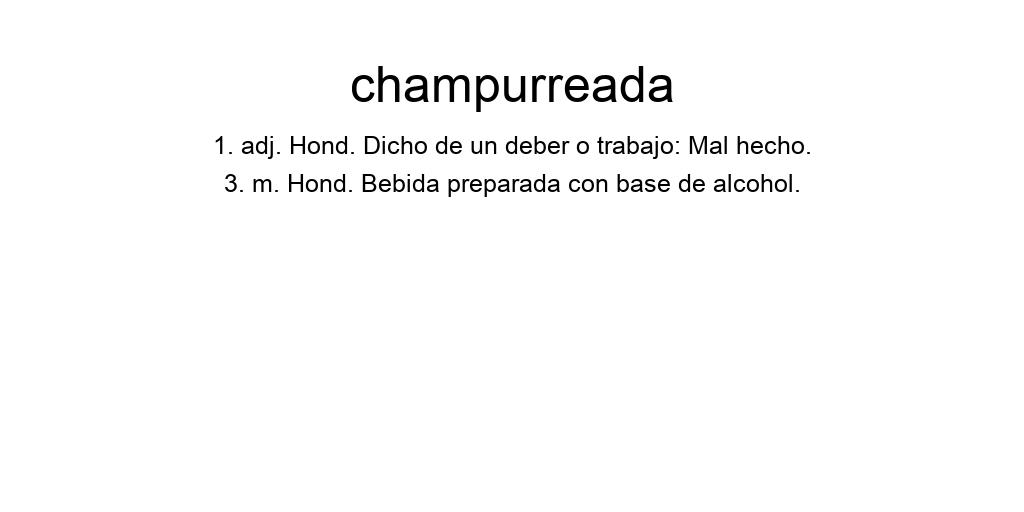 champurreada
1. adj. Hond. Dicho de un deber o trabajo: Mal hecho.
3. m. Hond. Bebida preparada con base de alcohol.